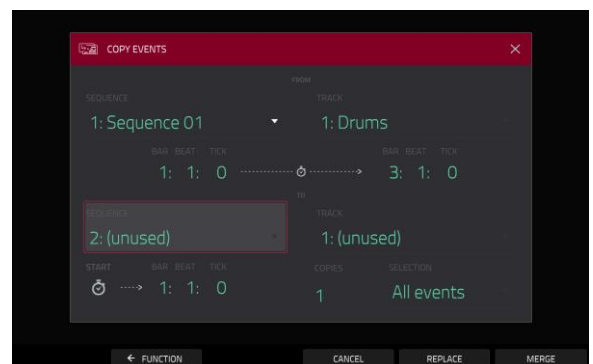 COPY EVENTS
FROM
SEQUENCE TRACK
1: Sequence 01 1: Drums
BAR BEAT TICK BAR BEAT TICK
1: 1: 0 3: 1: 0
TO
SEQUENCE TRACK
2: (unused) 1: (unused)
START BAR BEAT TICK COPIES SELECTION
1: 1: 0 1 All events
← FUNCTION CANCEL REPLACE MERGE